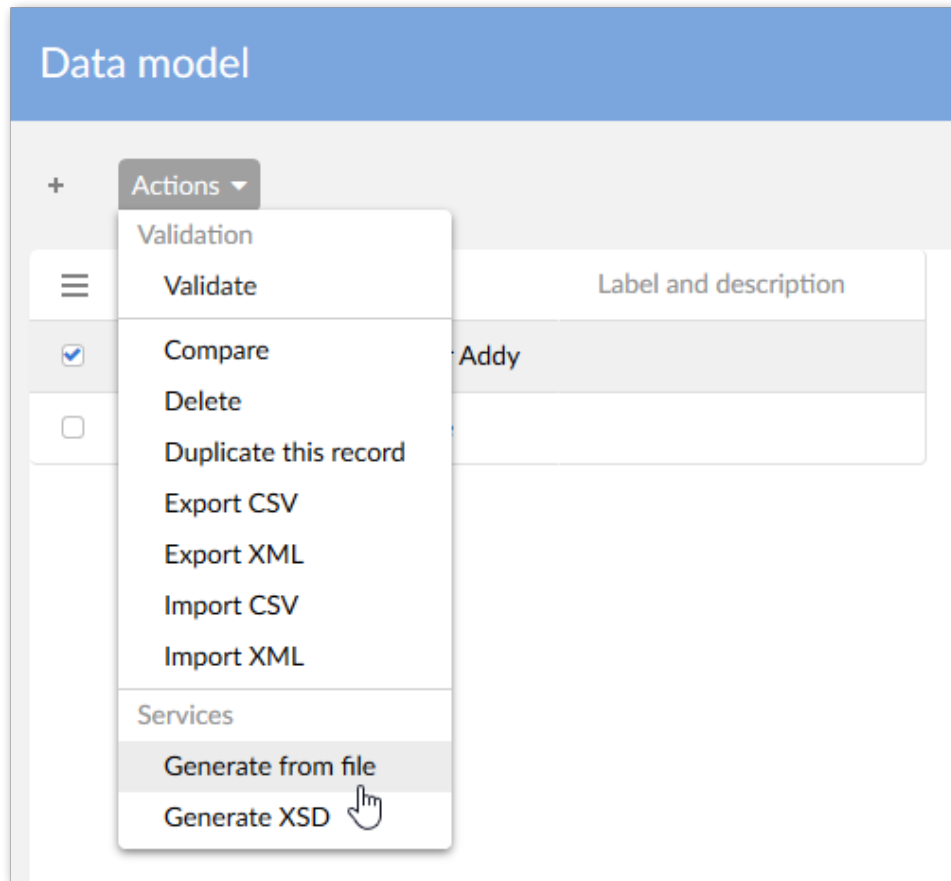 Data model
+ Actions
Validation
Validate
Label and description
Compare
Addy
Delete
Duplicate this record
Export CSV
Export XML
Import CSV
Import XML
Services
Generate from file
Generate XSD